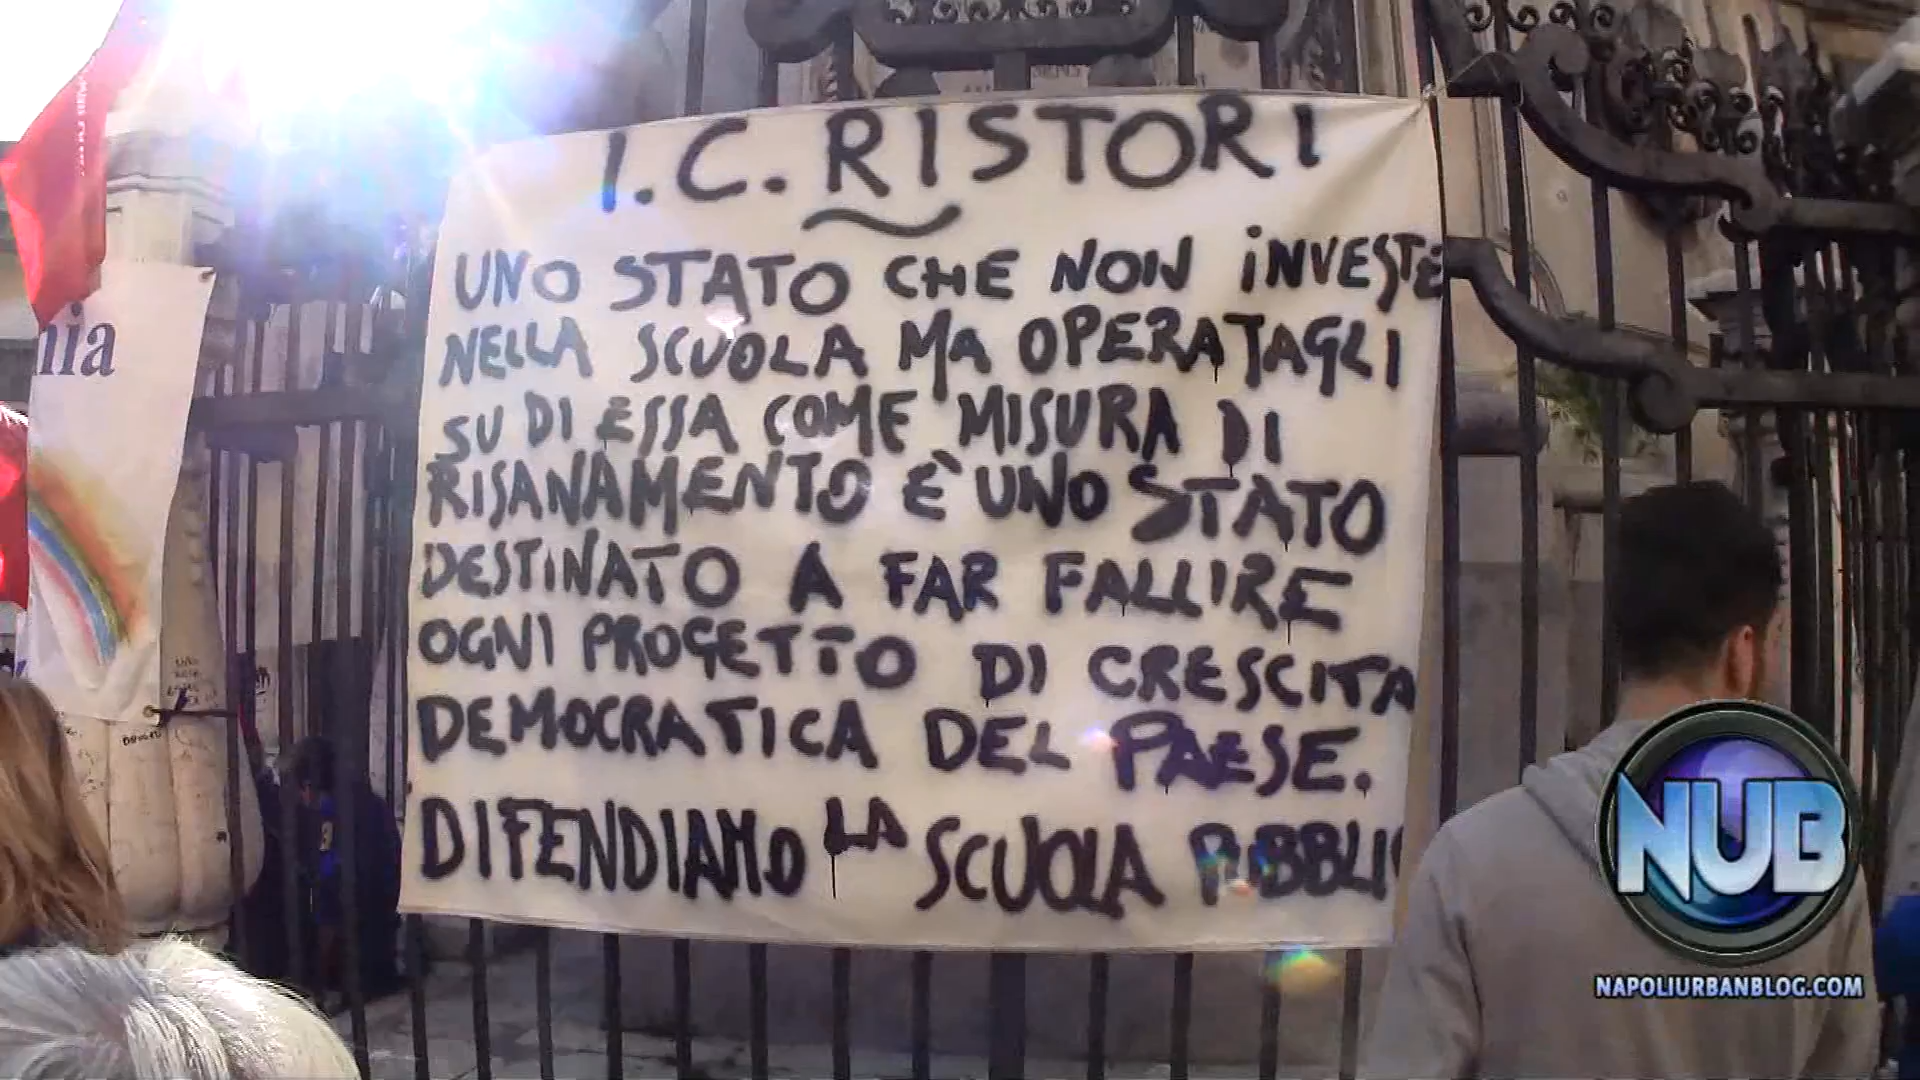 I.C. RISTORI
UNO STATO CHE NON iNVESTE
NELLA SCUOLA MA OPERA TAGLI
SU DI ESSA COME MISURA DI
RISANAMENTO È UNO STATO
DESTiNATO A FAR FALLIRE
OGNI PROGETTO DI CRESCITA
DEMOCRATICA DEL PAESE.
DIFENDIAMO LA SCUOLA PUBBLIC
nia
NUB
NAPOLIURBANBLOG.COM